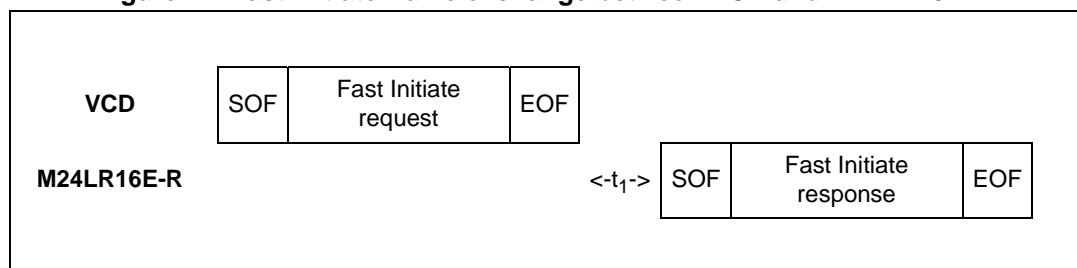 VCD SOF Fast Initiate request EOF
M24LR16E-R <-t1-> SOF Fast Initiate response EOF